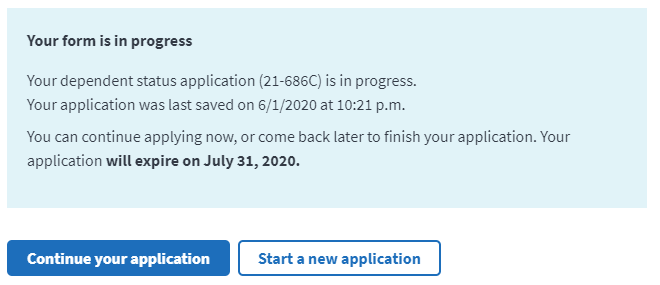 Your form is in progress
Your dependent status application (21-686C) is in progress.
Your application was last saved on 6/1/2020 at 10:21 p.m.
You can continue applying now, or come back later to finish your application. Your
application will expire on July 31, 2020.
Continue your application
Start a new application